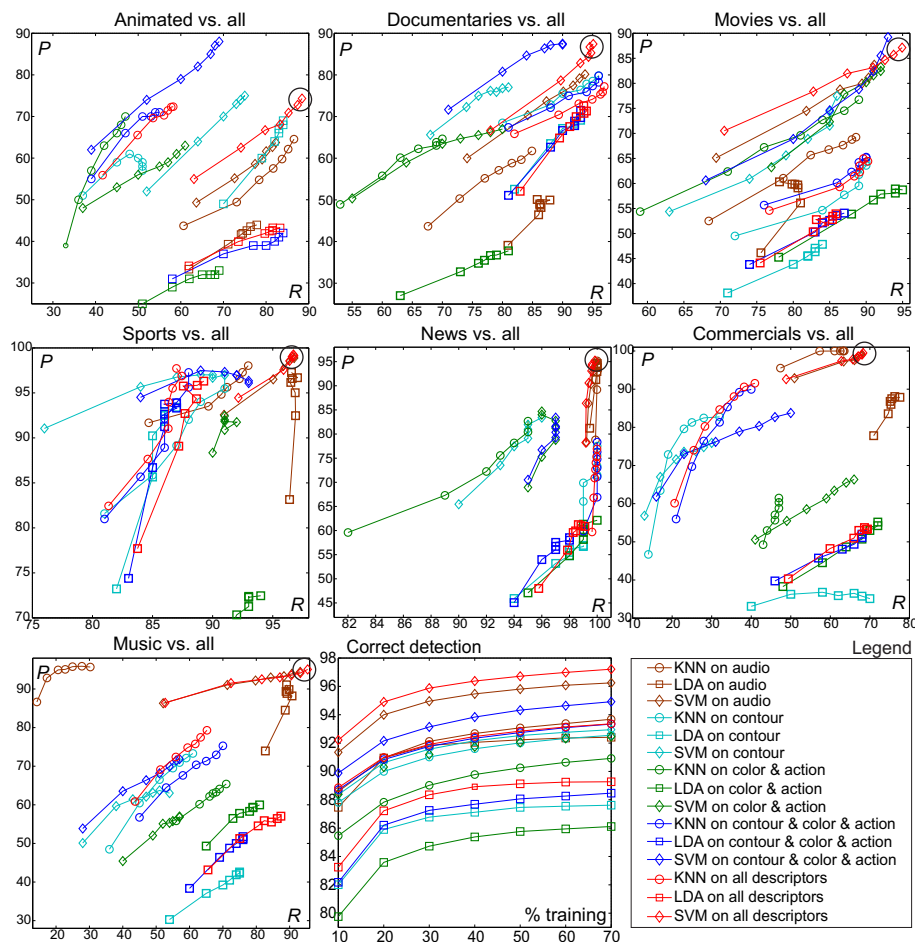 Animated vs. all
Documentaries vs. all
Movies vs. all
P
R
90
80
70
60
50
40
30
30 40 50 60 70 80 90
P
R
90
80
70
60
50
40
30
55 60 65 70 75 80 85 90 95 98
P
R
90
85
80
75
70
65
60
55
50
45
40
60 65 70 75 80 85 90 95
Sports vs. all
News vs. all
Commercials vs. all
P
R
100
95
90
85
80
75
70
75 80 85 90 95
P
R
95
90
85
80
75
70
65
60
55
50
45
82 84 86 88 90 92 94 96 98 100
P
R
100
90
80
70
60
50
40
30
10 20 30 40 50 60 70 80
Music vs. all
Correct detection
Legend
P
R
90
80
70
60
50
40
30
20 30 40 50 60 70 80 90
98
96
94
92
90
88
86
84
82
80
% training
10 20 30 40 50 60 70
KNN on audio
LDA on audio
SVM on audio
KNN on contour
LDA on contour
SVM on contour
KNN on color & action
LDA on color & action
SVM on color & action
KNN on contour & color & action
LDA on contour & color & action
SVM on contour & color & action
KNN on all descriptors
LDA on all descriptors
SVM on all descriptors